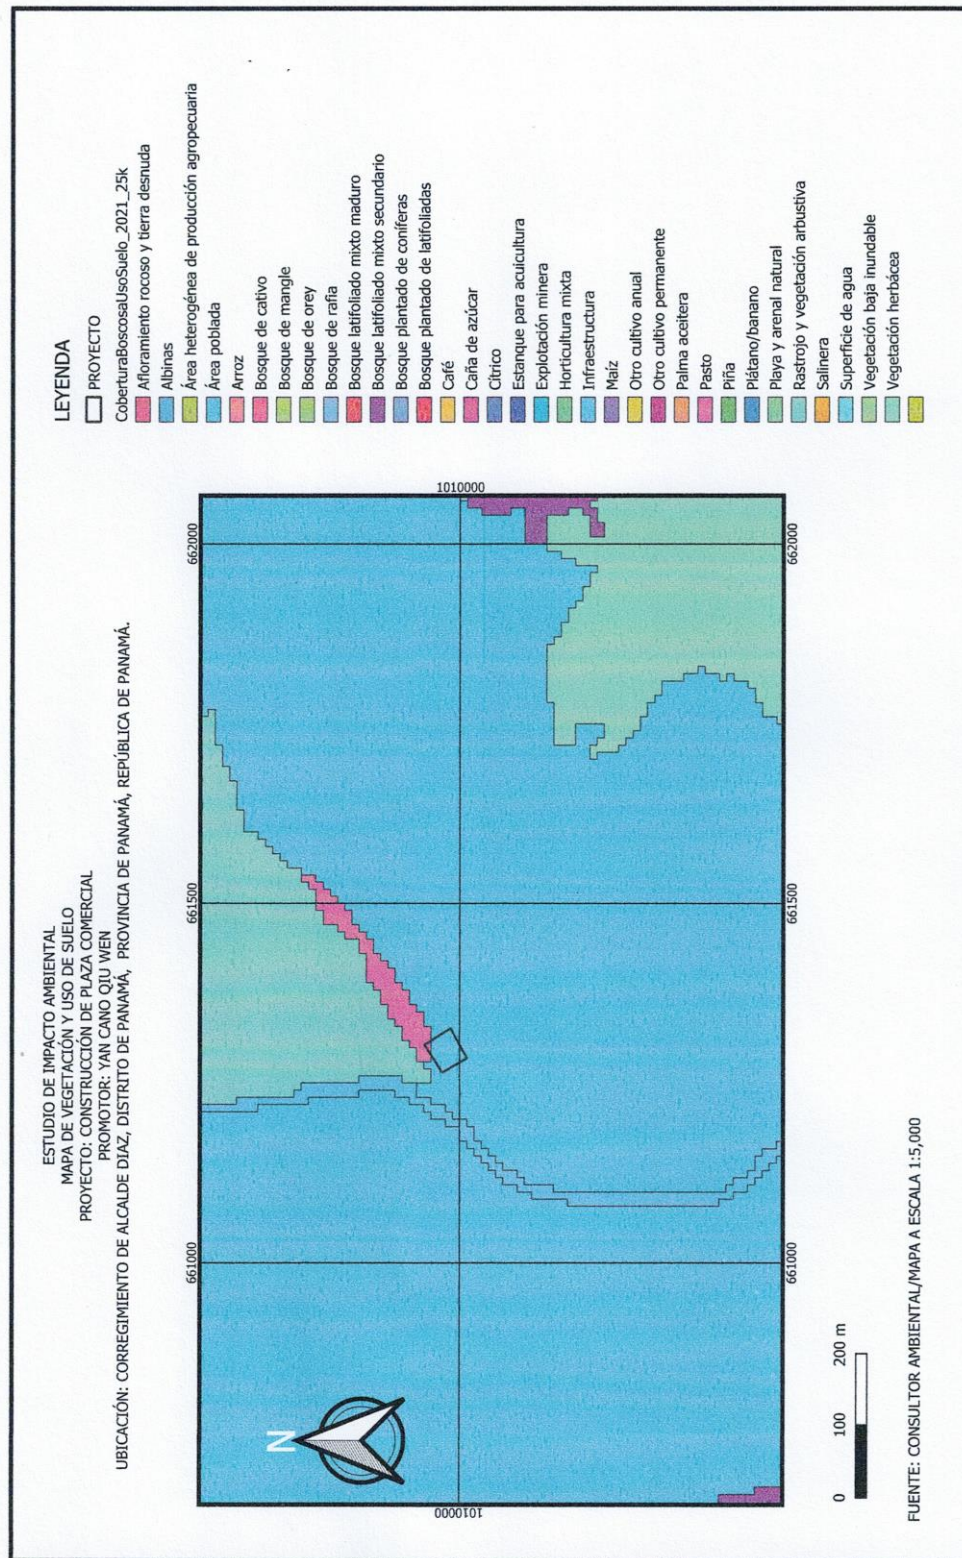 ESTUDIO DE IMPACTO AMBIENTAL
MAPA DE VEGETACIÓN Y USO DE SUELO
PROYECTO: CONSTRUCCIÓN DE PLAZA COMERCIAL
PROMOTOR: YAN CANO QIU WEN
UBICACIÓN: CORREGIMIENTO DE ALCALDE DIAZ, DISTRITO DE PANAMÁ, PROVINCIA DE PANAMÁ, REPÚBLICA DE PANAMÁ.
661000
661500
662000
N
1010000
1010000
661000
661500
662000
0
100
200 m
FUENTE: CONSULTOR AMBIENTAL/MAPA A ESCALA 1:5,000
LEYENDA
PROYECTO
CoberturaBoscosaUsoSuelo_2021_25k
Afloramiento rocoso y tierra desnuda
Albinas
Área heterogénea de producción agropecuaria
Área poblada
Arroz
Bosque de cativo
Bosque de mangle
Bosque de orey
Bosque de rafia
Bosque latifoliado mixto maduro
Bosque latifoliado mixto secundario
Bosque plantado de coníferas
Bosque plantado de latifoliadas
Café
Caña de azúcar
Cítrico
Estanque para acuicultura
Explotación minera
Horticultura mixta
Infraestructura
Maíz
Otro cultivo anual
Otro cultivo permanente
Palma aceitera
Pasto
Piña
Plátano/banano
Playa y arenal natural
Rastrojo y vegetación arbustiva
Salinera
Superficie de agua
Vegetación baja inundable
Vegetación herbácea